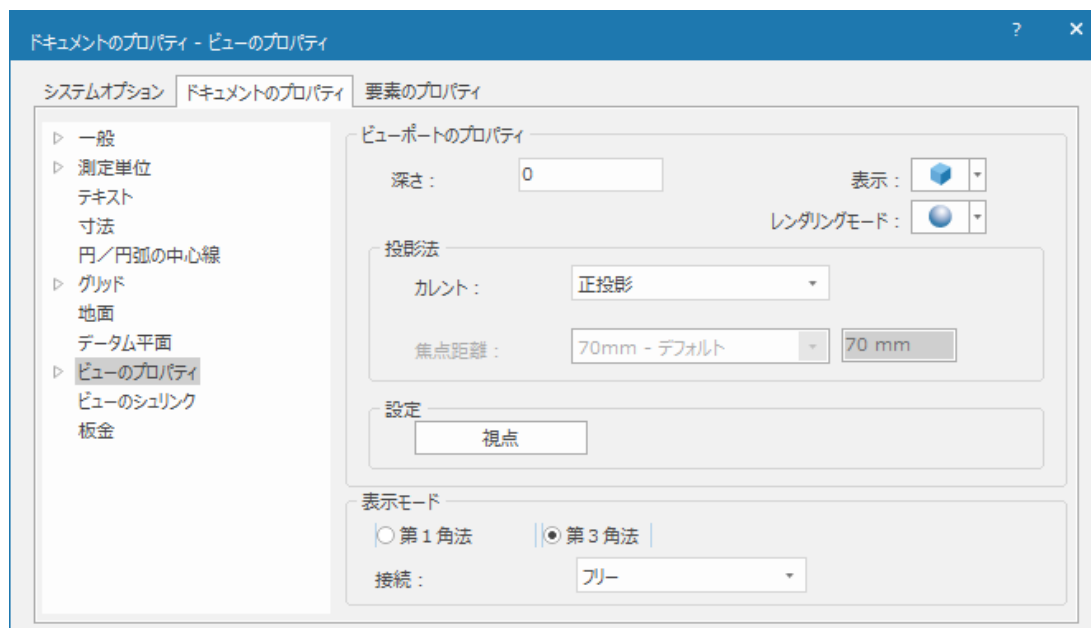 ドキュメントのプロパティ - ビューのプロパティ
?
×
システムオプション ドキュメントのプロパティ 要素のプロパティ
一般
測定単位
テキスト
寸法
円／円弧の中心線
グリッド
地面
データム平面
ビューのプロパティ
ビューのシュリンク
板金
ビューポートのプロパティ
深さ： 0
表示：
レンダリングモード：
投影法
カレント： 正投影
焦点距離： 70mm - デフォルト 70 mm
設定
視点
表示モード
第１角法 第３角法
接続： フリー